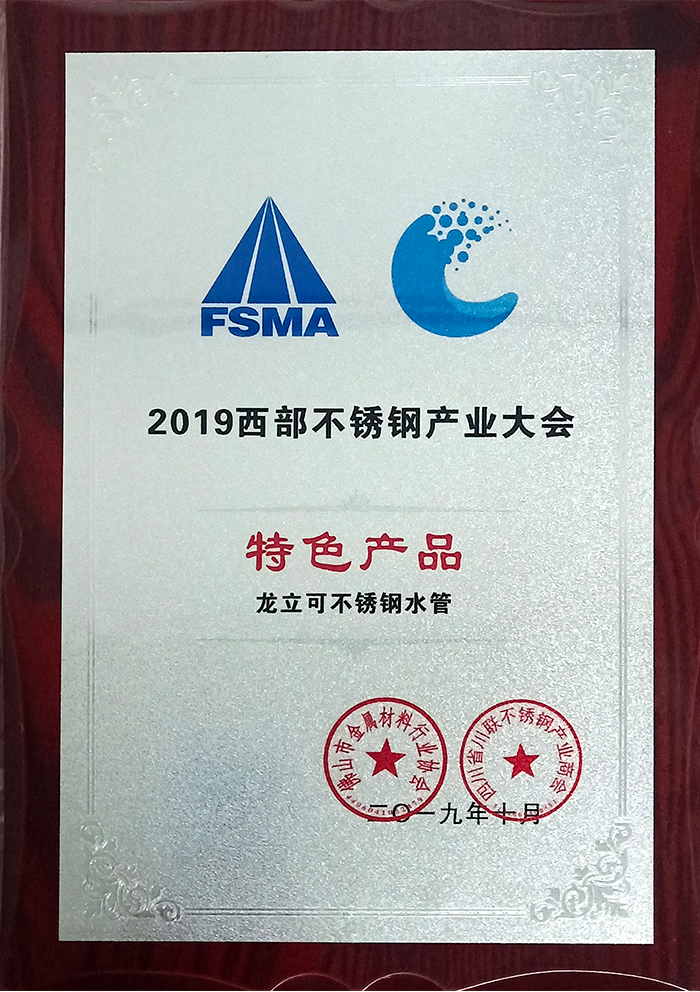 FSMA
2019西部不锈钢产业大会
特色产品
龙立可不锈钢水管
佛山市金属材料行业协会
四川省川联不锈钢产业商会
二〇一九年十月